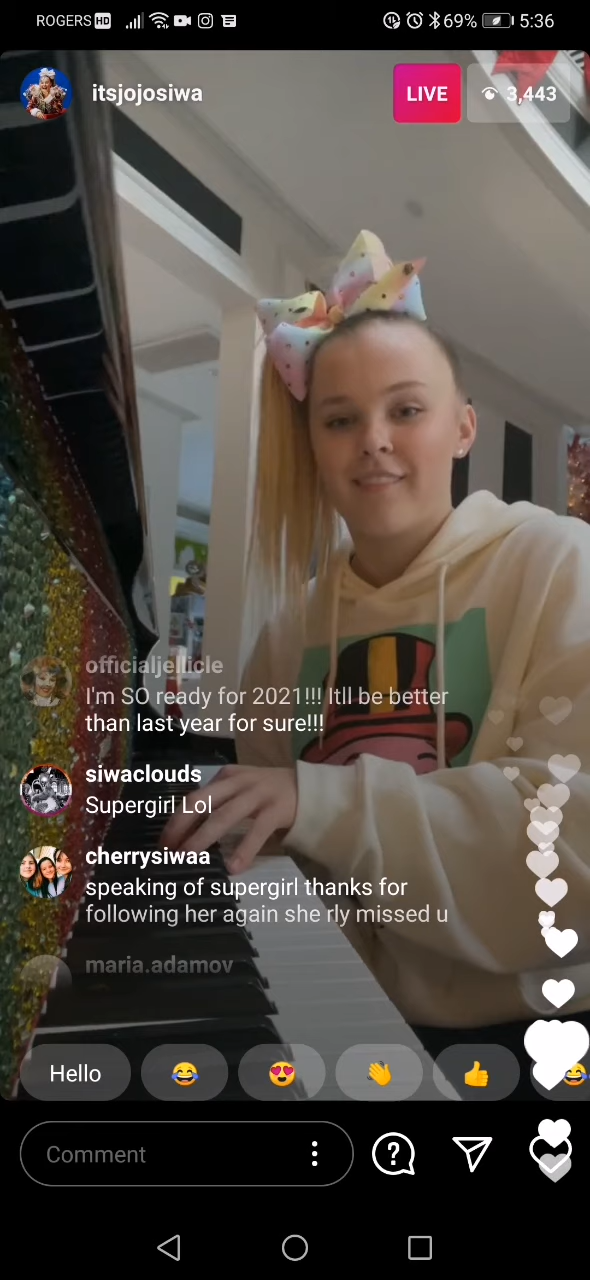 ROGERS HD 69% 5:36
itsjojosiwa LIVE 3,443
officialjellicle
I'm SO ready for 2021!!! Itll be better
than last year for sure!!!
siwaclouds
Supergirl Lol
cherrysiwaa
speaking of supergirl thanks for
following her again she rly missed u
maria.adamov
Hello
Comment